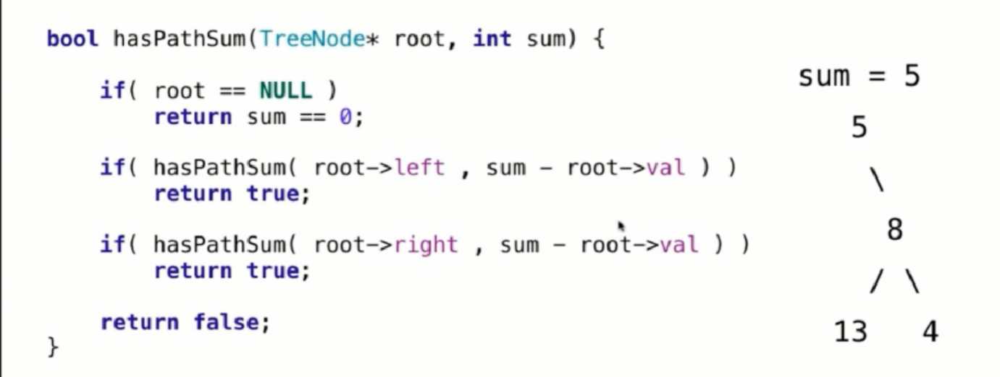 bool hasPathSum(TreeNode* root, int sum) {
if( root == NULL )
return sum == 0;
if( hasPathSum( root->left , sum - root->val ) )
return true;
if( hasPathSum( root->right , sum - root->val ) )
return true;
return false;
}
sum = 5
5
\
8
/ \
13 4